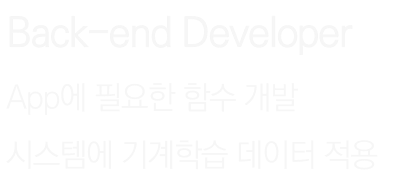 Back-end Developer
App에 필요한 함수 개발
시스템에 기계학습 데이터 적용